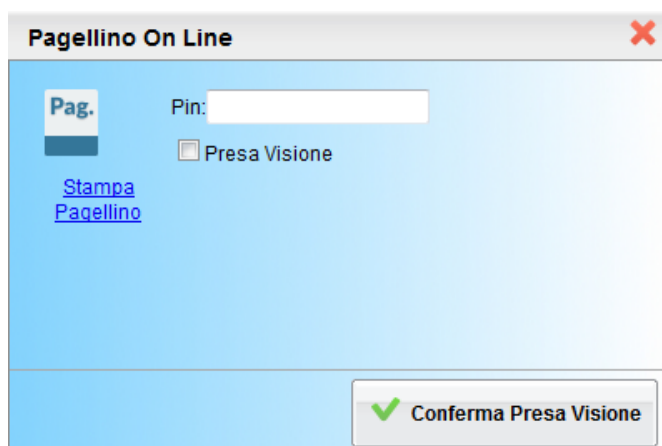 Pagellino On Line
Pag.
Pin:
Presa Visione
Stampa
Pagellino
Conferma Presa Visione